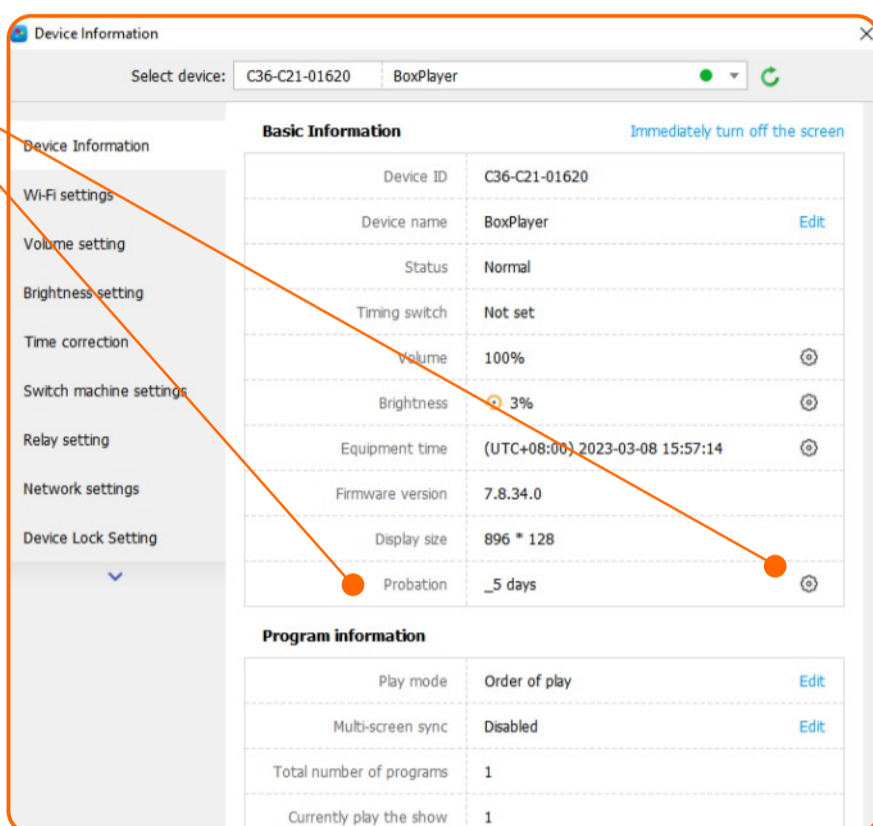 Device Information
Select device: C36-C21-01620 BoxPlayer
Device Information
Wi-Fi settings
Volume setting
Brightness setting
Time correction
Switch machine settings
Relay setting
Network settings
Device Lock Setting
Basic Information Immediately turn off the screen
Device ID C36-C21-01620
Device name BoxPlayer Edit
Status Normal
Timing switch Not set
Volume 100%
Brightness 3%
Equipment time (UTC+08:00) 2023-03-08 15:57:14
Firmware version 7.8.34.0
Display size 896 * 128
Probation _5 days
Program information
Play mode Order of play Edit
Multi-screen sync Disabled Edit
Total number of programs 1
Currently play the show 1